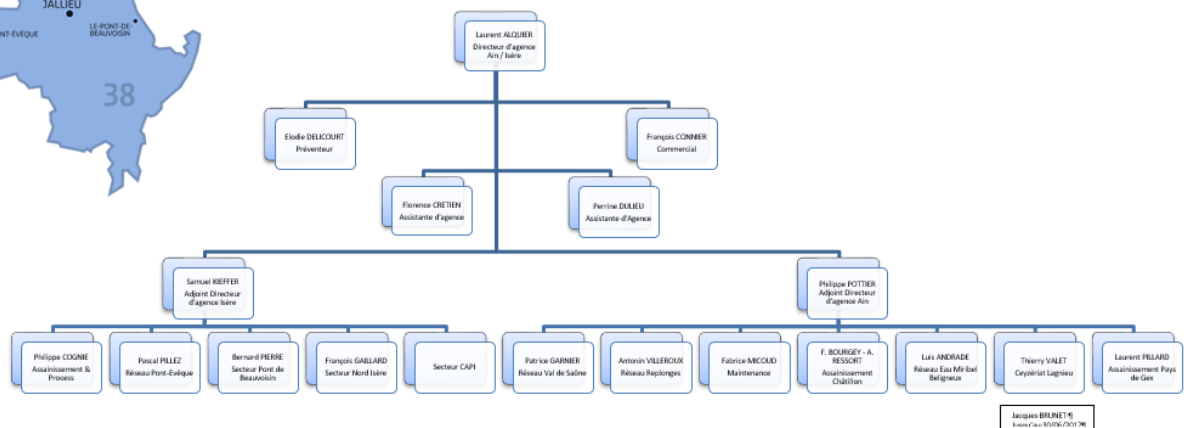 JALLIEU
NT-ÉVÊQUE
LE-PONT-DE-
BEAUVOISIN
38
Laurent ALQUIER
Directeur d'agence
Ain / Isère
Elodie DELICOURT
Préventeur
François CONNIER
Commercial
Florence CRETIEN
Assistante d'agence
Perrine DULIEU
Assistante d'Agence
Samuel KIEFFER
Adjoint Directeur
d'agence Isère
Philippe POTTIER
Adjoint Directeur
d'agence Ain
Philippe COGNIE
Assainissement &
Process
Pascal PILLEZ
Réseau Pont-Evêque
Bernard PIERRE
Secteur Pont de
Beauvoisin
François GAILLARD
Secteur Nord Isère
Secteur CAPI
Patrice GARNIER
Réseau Val de Saône
Antonin VILLEROUX
Réseau Replonges
Fabrice MICOUD
Maintenance
F. BOURGEY - A.
RESSORT
Assainissement
Châtillon
Luis ANDRADE
Réseau Eau Miribel
Beligneux
Thierry VALET
Ceyzériat Lagnieu
Laurent PILLARD
Assainissement Pays
de Gex
Jacques·BRUNET¶
Jusqu'au·30/06/2017¶